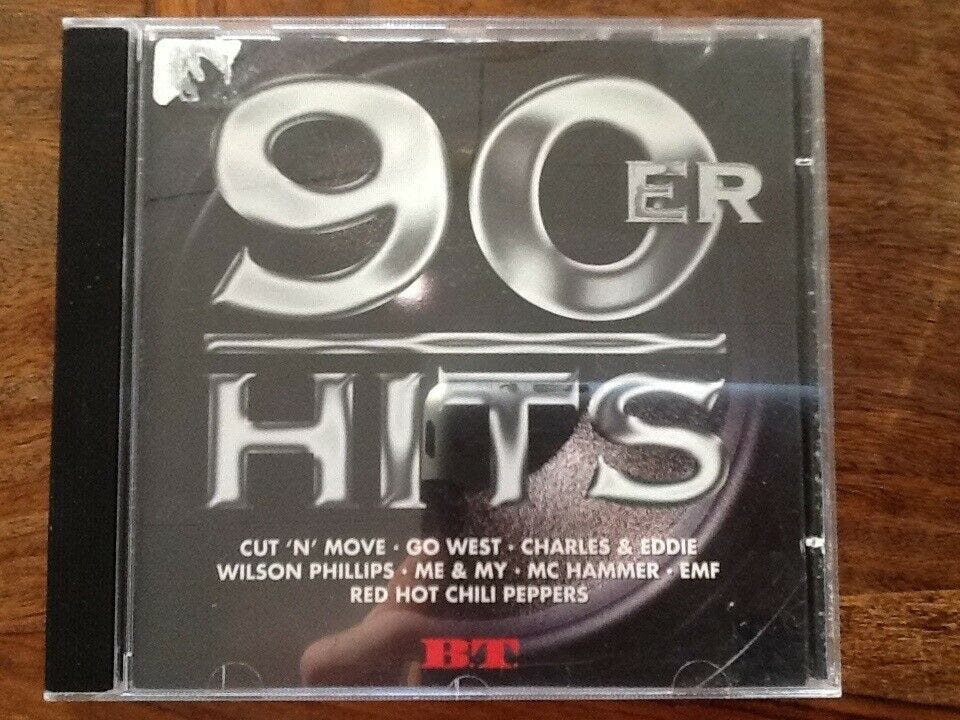 90ER
HITS
CUT 'N' MOVE · GO WEST · CHARLES & EDDIE
WILSON PHILLIPS · ME & MY · MC HAMMER · EMF
RED HOT CHILI PEPPERS
B.T.